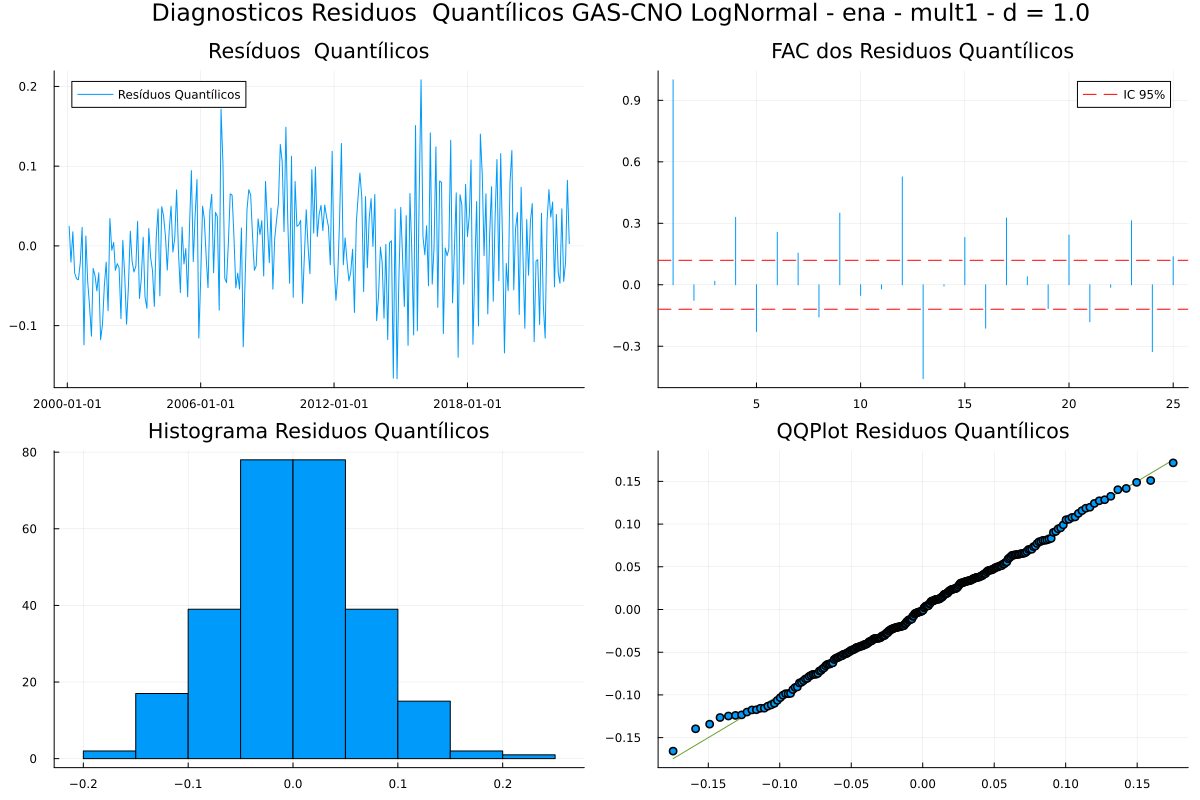 Diagnosticos Residuos  Quantílicos GAS-CNO LogNormal - ena - mult1 - d = 1.0
Resíduos  Quantílicos
0.2
0.1
0.0
−0.1
Resíduos Quantílicos
2000-01-01 2006-01-01 2012-01-01 2018-01-01
FAC dos Residuos Quantílicos
0.9
0.6
0.3
0.0
−0.3
IC 95%
5 10 15 20 25
Histograma Residuos Quantílicos
80
60
40
20
0
−0.2 −0.1 0.0 0.1 0.2
QQPlot Residuos Quantílicos
0.15
0.10
0.05
0.00
−0.05
−0.10
−0.15
−0.15 −0.10 −0.05 0.00 0.05 0.10 0.15